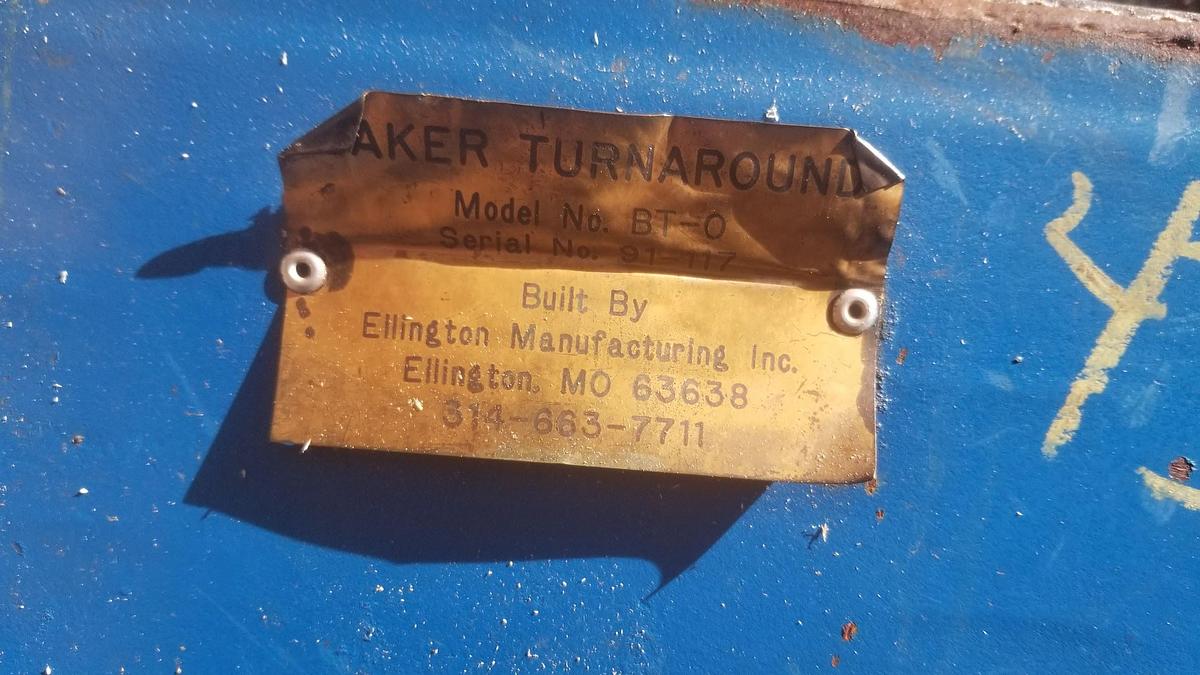 AKER TURNAROUND
Model No. BT-0
Serial No. 91-117
Built By
Ellington Manufacturing Inc.
Ellington, MO 63638
314-663-7711